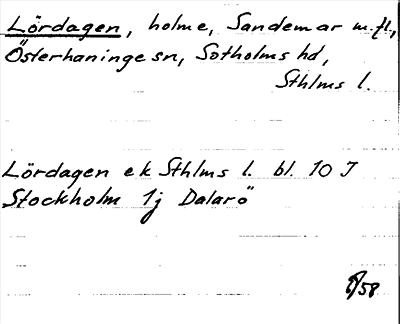 Lördagen, holme, Sandemar m.fl.,
Österhaninge sn, Sotholms hd,
Sthlms l.
Lördagen ek Sthlms l. bl. 10 J
Stockholm 1j Dalarö
/58